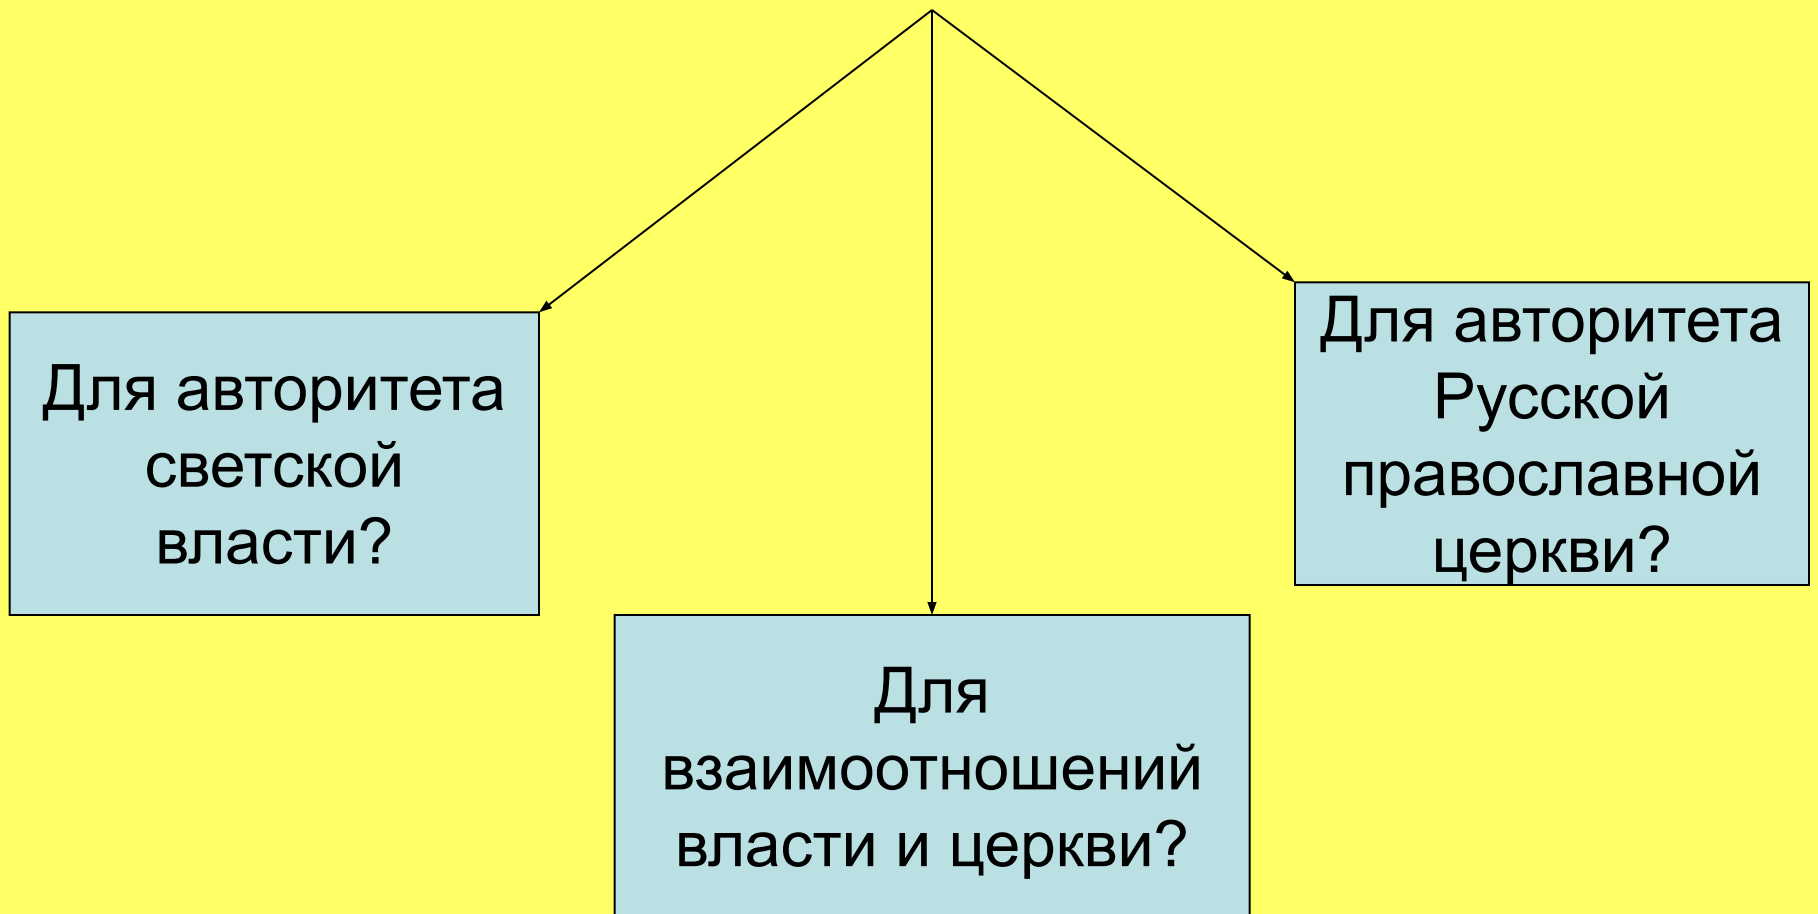 Для авторитета
светской
власти?
Для
взаимоотношений
власти и церкви?
Для авторитета
Русской
православной
церкви?